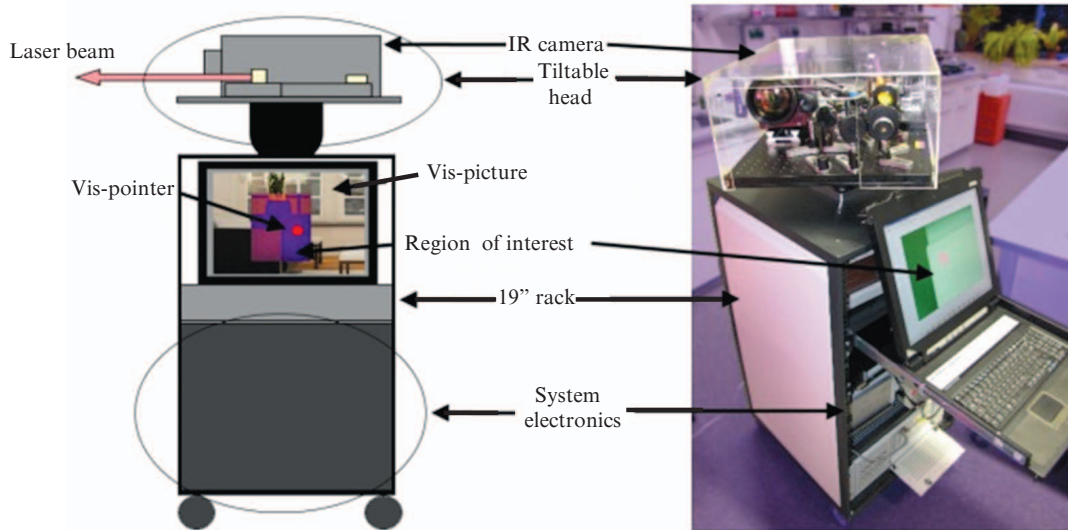 Laser beam
IR camera
Tiltable
head
Vis-pointer
Vis-picture
Region of interest
19” rack
System
electronics